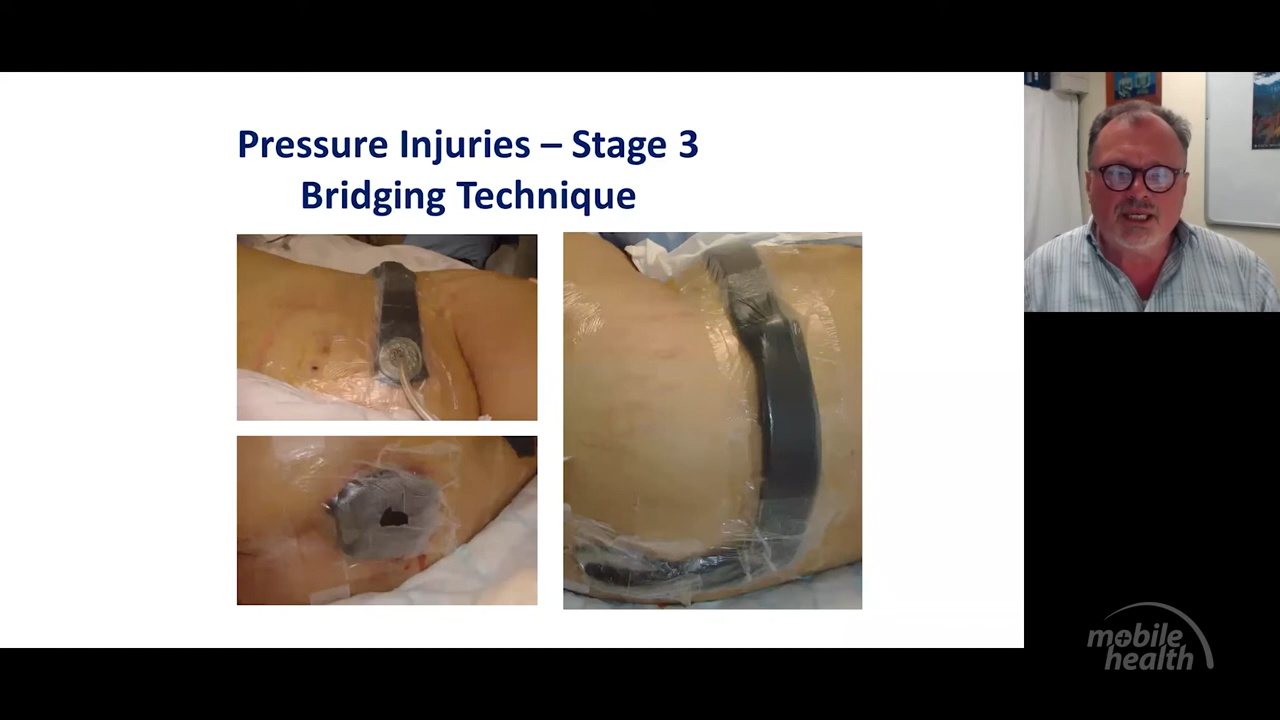 Pressure Injuries – Stage 3
Bridging Technique
mobile
health